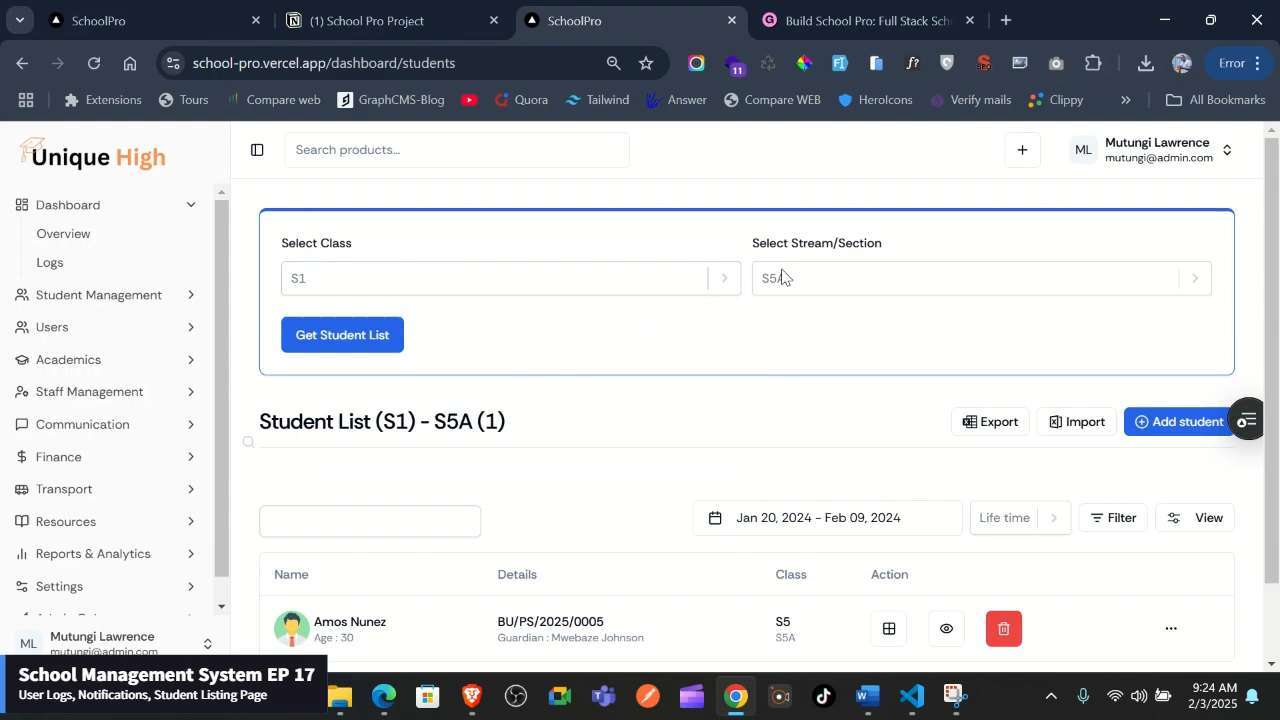 SchoolPro
(1) School Pro Project
SchoolPro
Build School Pro: Full Stack Sch
school-pro.vercel.app/dashboard/students
11
Error
Extensions
Tours
Compare web
GraphCMS-Blog
Quora
Tailwind
Answer
Compare WEB
HeroIcons
Verify mails
Clippy
All Bookmarks
Unique High
Search products...
ML
Mutungi Lawrence
mutungi@admin.com
Dashboard
Overview
Logs
Student Management
Users
Academics
Staff Management
Communication
Finance
Transport
Resources
Reports & Analytics
Settings
ML
Mutungi Lawrence
mutungi@admin.com
Select Class
Select Stream/Section
S1
S5A
Get Student List
Student List (S1) - S5A (1)
Export
Import
Add student
Jan 20, 2024 - Feb 09, 2024
Life time
Filter
View
Name
Details
Class
Action
Amos Nunez
BU/PS/2025/0005
S5
Age : 30
Guardian : Mwebaze Johnson
S5A
School Management System EP 17
User Logs, Notifications, Student Listing Page
9:24 AM
2/3/2025